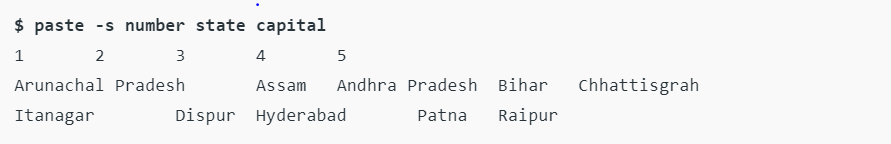 $ paste -s number state capital
1 2 3 4 5
Arunachal Pradesh Assam Andhra Pradesh Bihar Chhattisgrah
Itanagar Dispur Hyderabad Patna Raipur